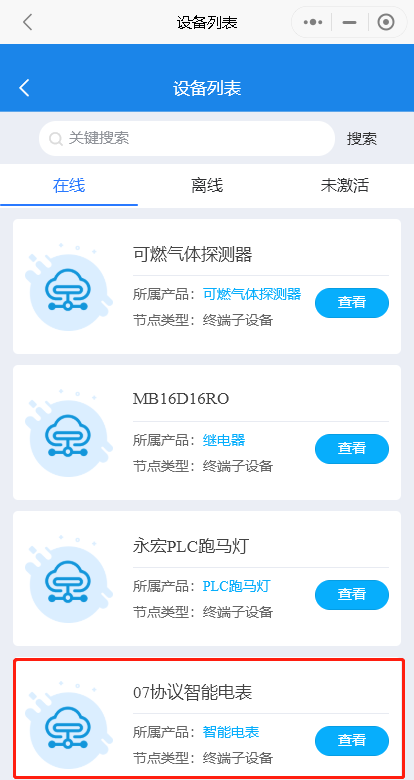 设备列表
设备列表
关键搜索
搜索
在线
离线
未激活
可燃气体探测器
所属产品：可燃气体探测器
节点类型：终端子设备
查看
MB16D16RO
所属产品：继电器
节点类型：终端子设备
查看
永宏PLC跑马灯
所属产品：PLC跑马灯
节点类型：终端子设备
查看
07协议智能电表
所属产品：智能电表
节点类型：终端子设备
查看